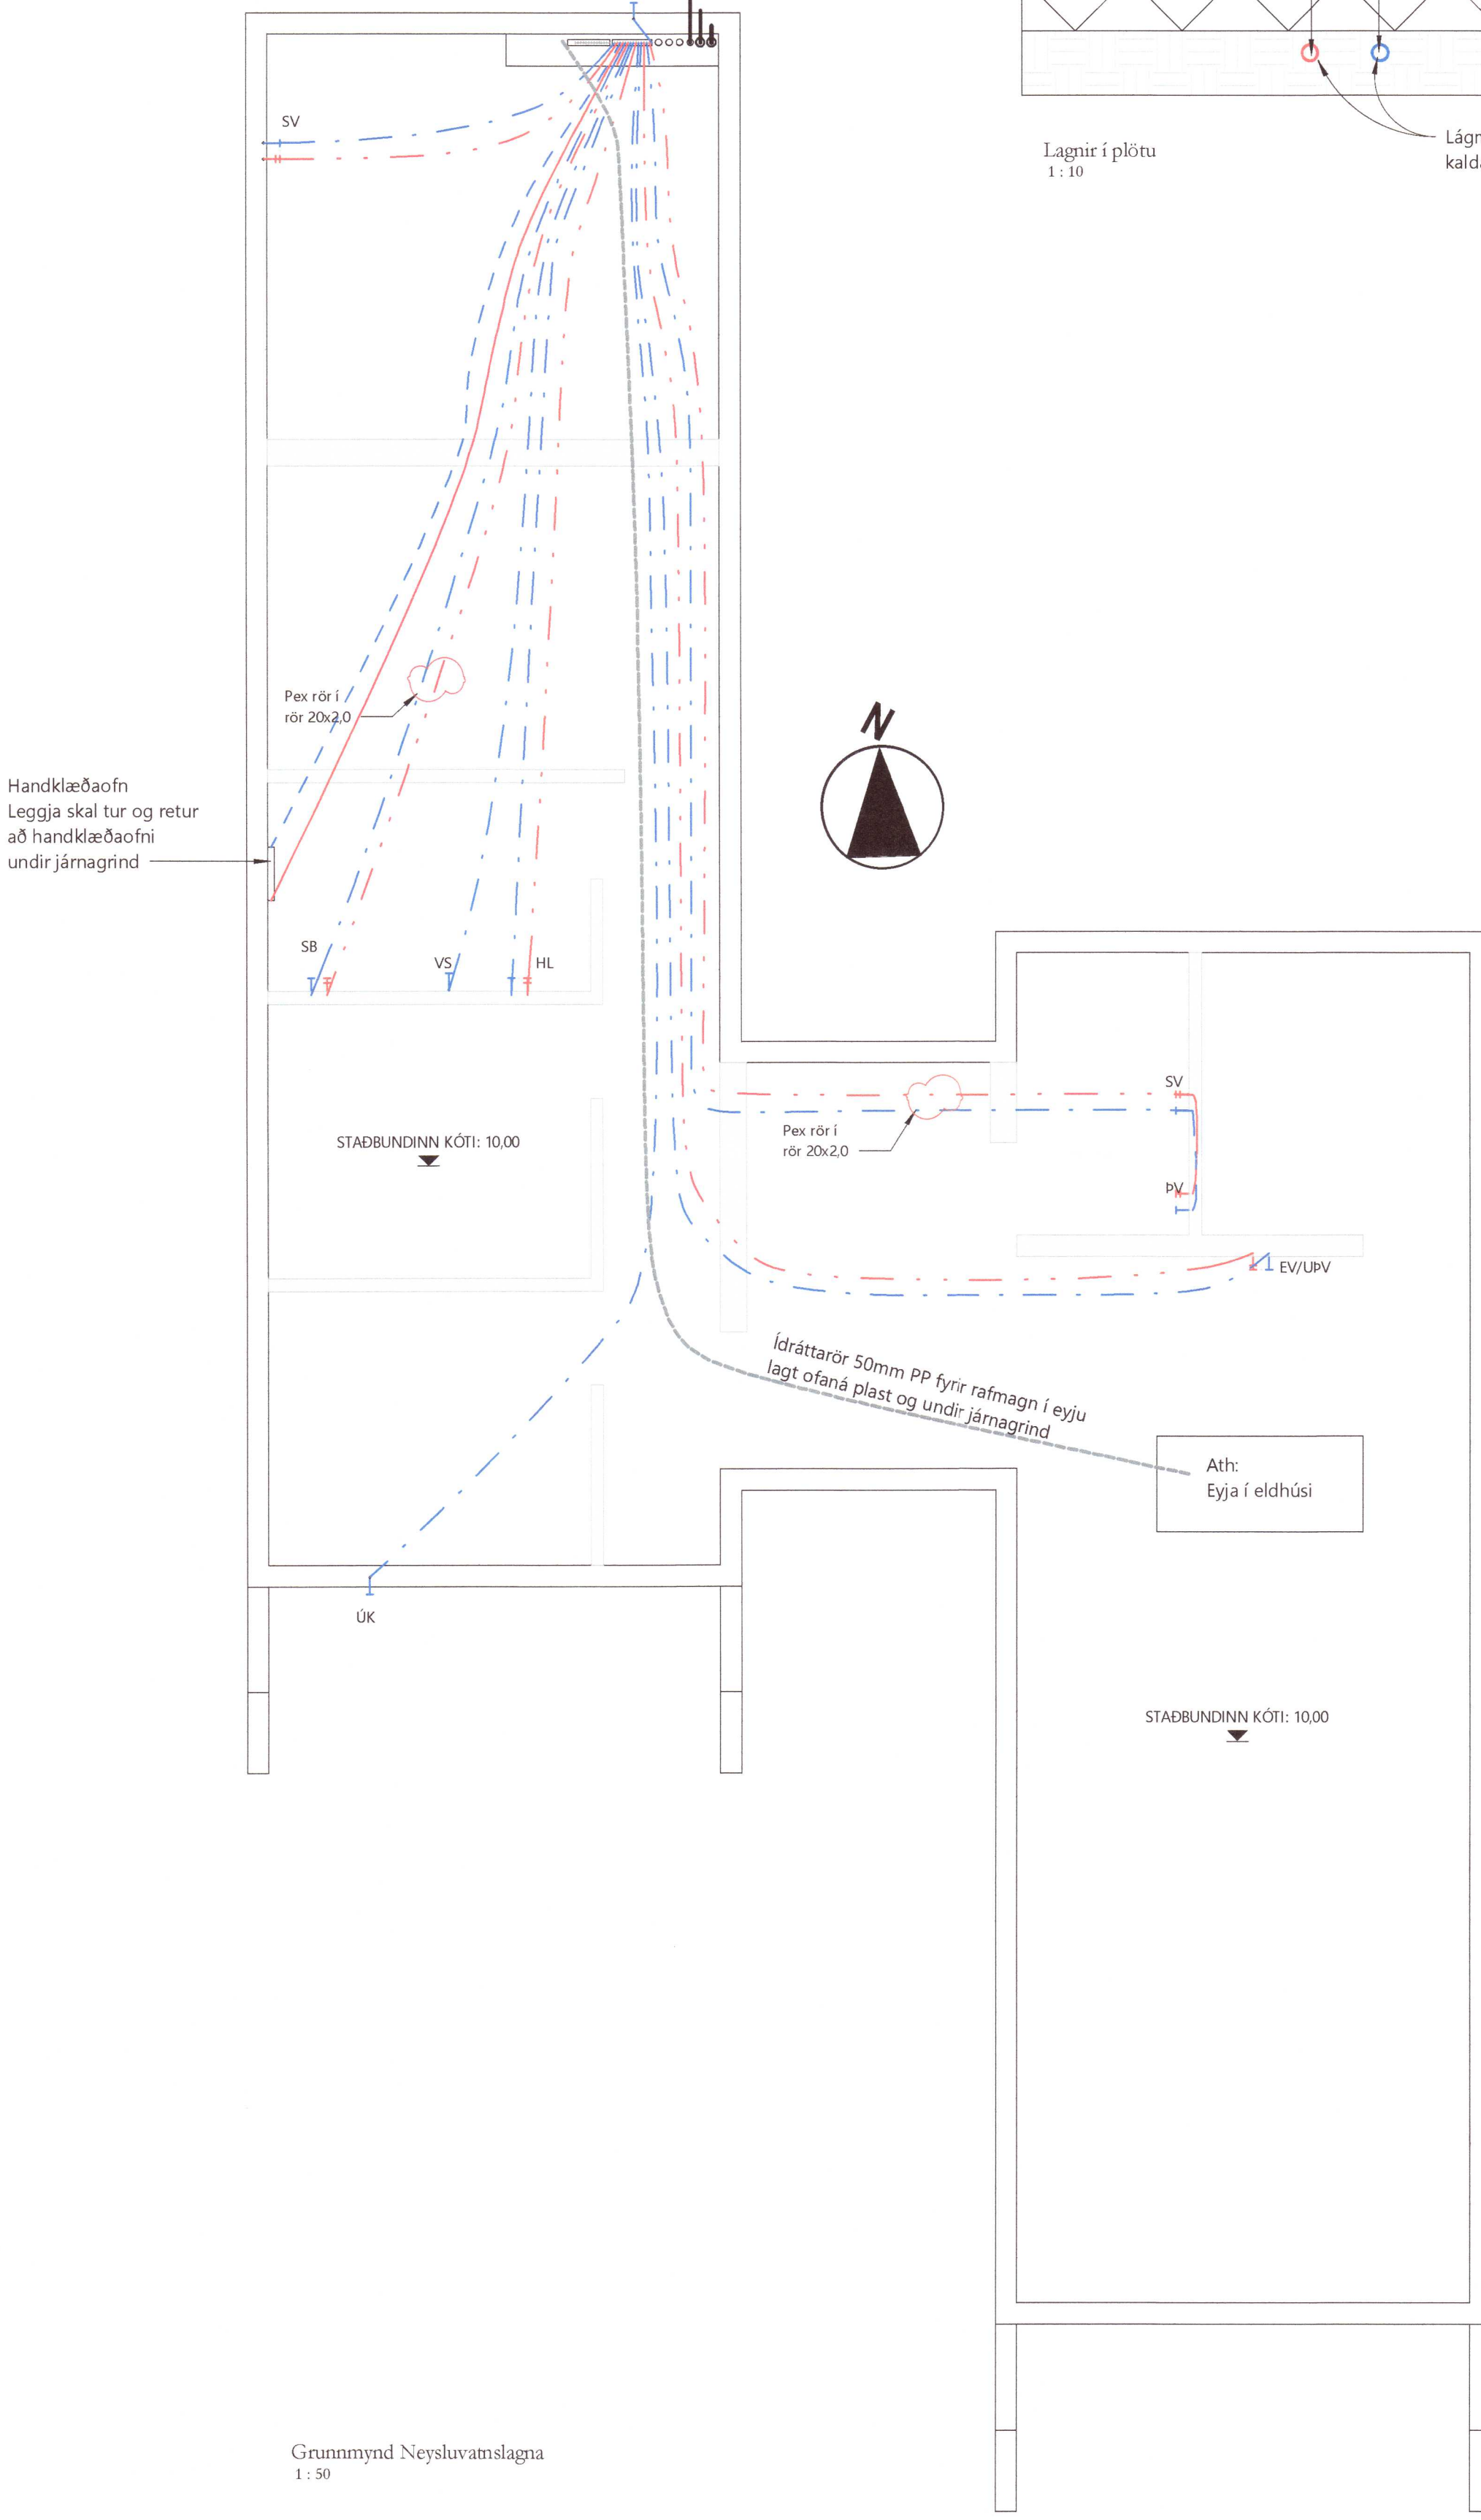 Lagnir í plötu
1 : 10
SV
Pex rör í
rör 20x2,0
N
Handklæðaofn
Leggja skal tur og retur
að handklæðaofni
undir járnagrind
SB
VS
HL
SV
STAÐBUNDINN KÓTI: 10,00
Pex rör í
rör 20x2,0
ÞV
EV/UÞV
Ídráttarör 50mm PP fyrir rafmagn í eyju
lagt ofaná plast og undir járnagrind
Ath:
Eyja í eldhúsi
ÚK
STAÐBUNDINN KÓTI: 10,00
Grunnmynd Neysluvatnslagna
1 : 50